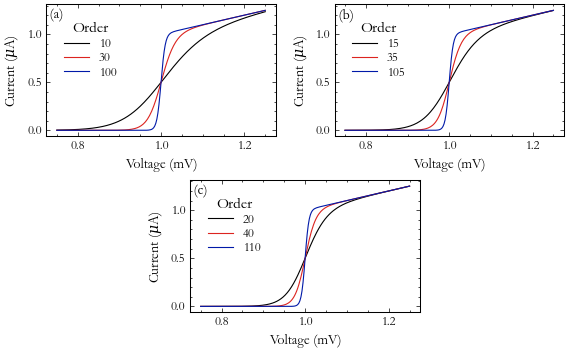 (a)
Order
10
30
100
Current (μA)
1.0
0.5
0.0
0.8 1.0 1.2
Voltage (mV)
(b)
Order
15
35
105
Current (μA)
1.0
0.5
0.0
0.8 1.0 1.2
Voltage (mV)
(c)
Order
20
40
110
Current (μA)
1.0
0.5
0.0
0.8 1.0 1.2
Voltage (mV)